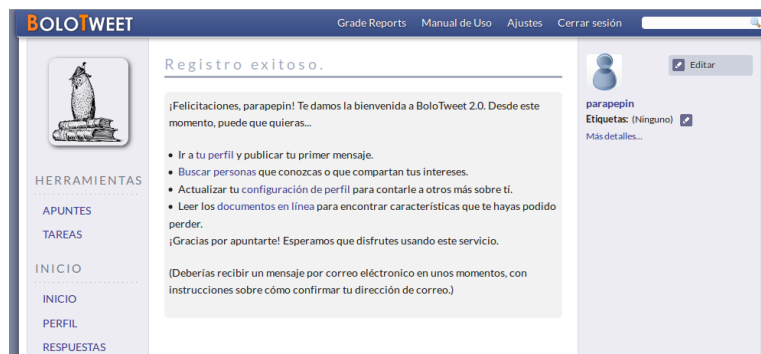 BOLOTWEET
Grade Reports Manual de Uso Ajustes Cerrar sesión
HERRAMIENTAS
APUNTES
TAREAS
INICIO
INICIO
PERFIL
RESPUESTAS
Registro exitoso.
¡Felicitaciones, parapepin! Te damos la bienvenida a BoloTweet 2.0. Desde este
momento, puede que quieras...
• Ir a tu perfil y publicar tu primer mensaje.
• Buscar personas que conozcas o que compartan tus intereses.
• Actualizar tu configuración de perfil para contarle a otros más sobre tí.
• Leer los documentos en línea para encontrar características que te hayas podido
perder.
¡Gracias por apuntarte! Esperamos que disfrutes usando este servicio.
(Deberías recibir un mensaje por correo eléctronico en unos momentos, con
instrucciones sobre cómo confirmar tu dirección de correo.)
Editar
parapepin
Etiquetas: (Ninguno)
Más detalles...